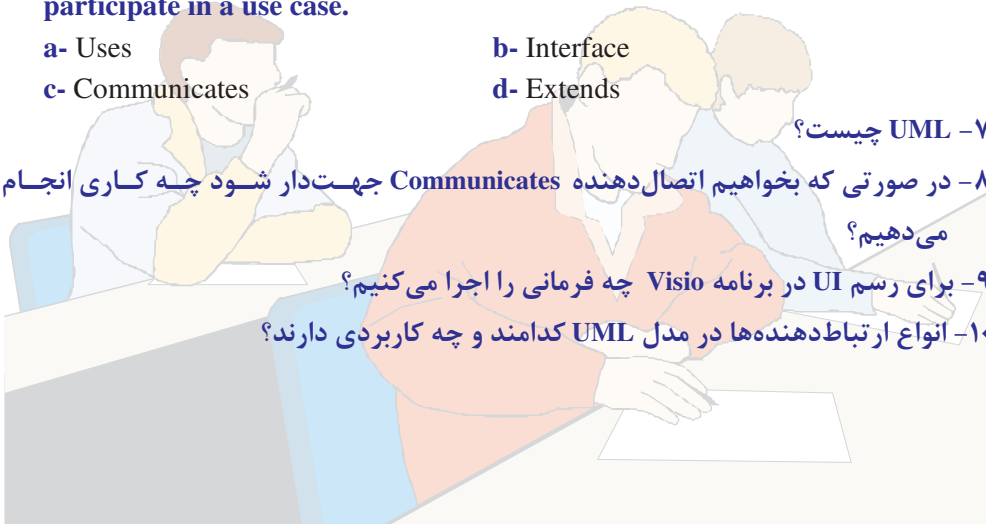 participate in a use case.
a- Uses b- Interface
c- Communicates d- Extends
۷- UML چیست؟
۸- در صورتی که بخواهیم اتصال‌دهنده Communicates جهت‌دار شود چه کاری انجام
می‌دهیم؟
۹- برای رسم UI در برنامه Visio چه فرمانی را اجرا می‌کنیم؟
۱۰- انواع ارتباط‌دهنده‌ها در مدل UML کدامند و چه کاربردی دارند؟